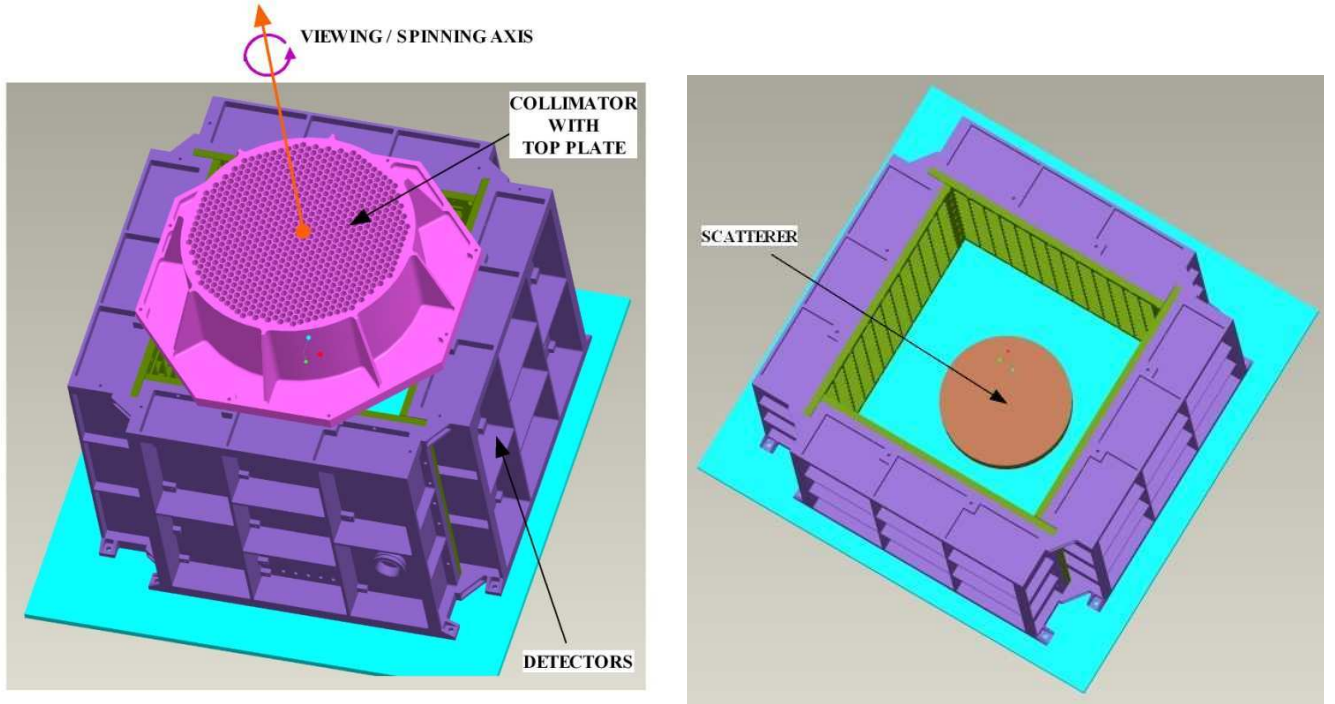 VIEWING / SPINNING AXIS
COLLIMATOR
WITH
TOP PLATE
DETECTORS
SCATTERER